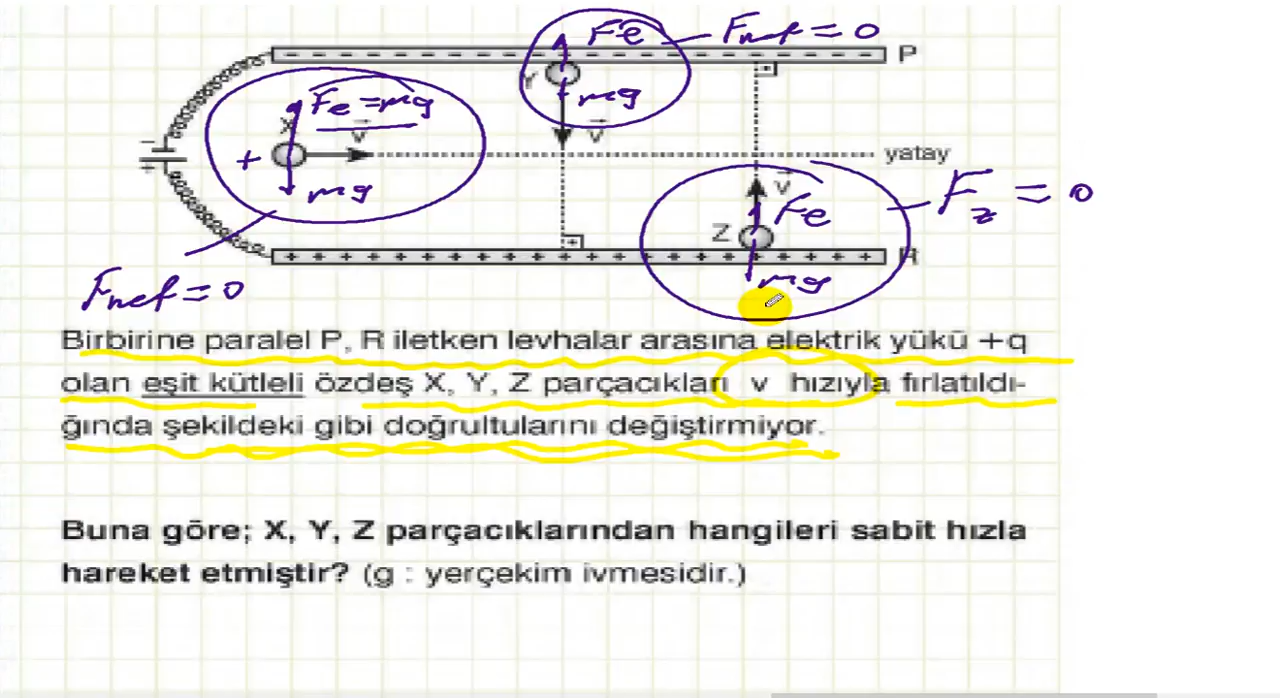 Fe Fnet = 0
P
Y
Fe = mg
mg
X
v
v
+
yatay
mg
v
Fe
Fz = 0
Z
R
mg
Fnet = 0
Birbirine paralel P, R iletken levhalar arasına elektrik yükü +q
olan eşit kütleli özdeş X, Y, Z parçacıkları v hızıyla fırlatıldı-
ğında şekildeki gibi doğrultularını değiştirmiyor.
Buna göre; X, Y, Z parçacıklarından hangileri sabit hızla
hareket etmiştir? (g : yerçekim ivmesidir.)